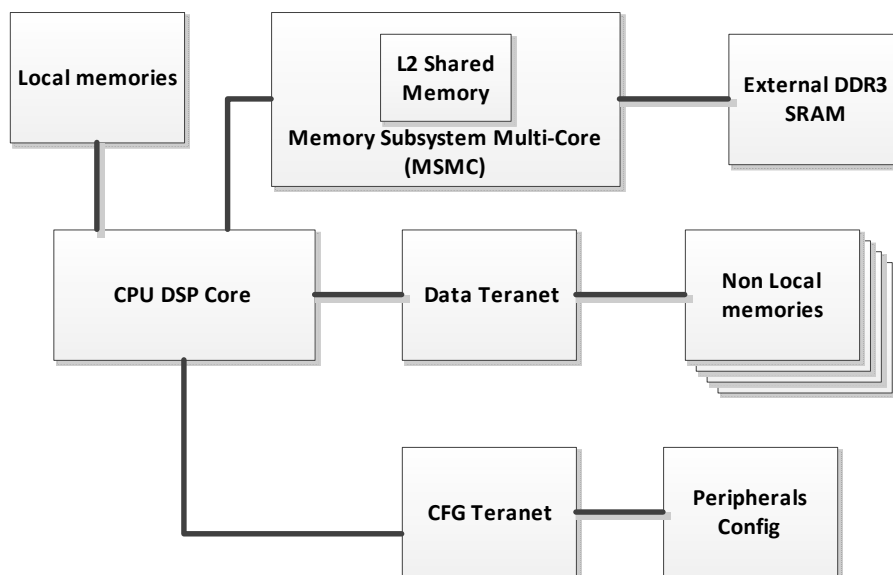 Local memories
L2 Shared
Memory
Memory Subsystem Multi-Core
(MSMC)
External DDR3
SRAM
CPU DSP Core
Data Teranet
Non Local
memories
CFG Teranet
Peripherals
Config